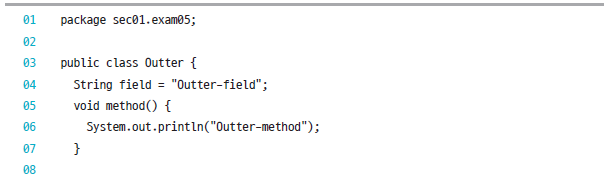 01 package sec01.exam05;
02
03 public class Outter {
04 String field = "Outter-field";
05 void method() {
06 System.out.println("Outter-method");
07 }
08